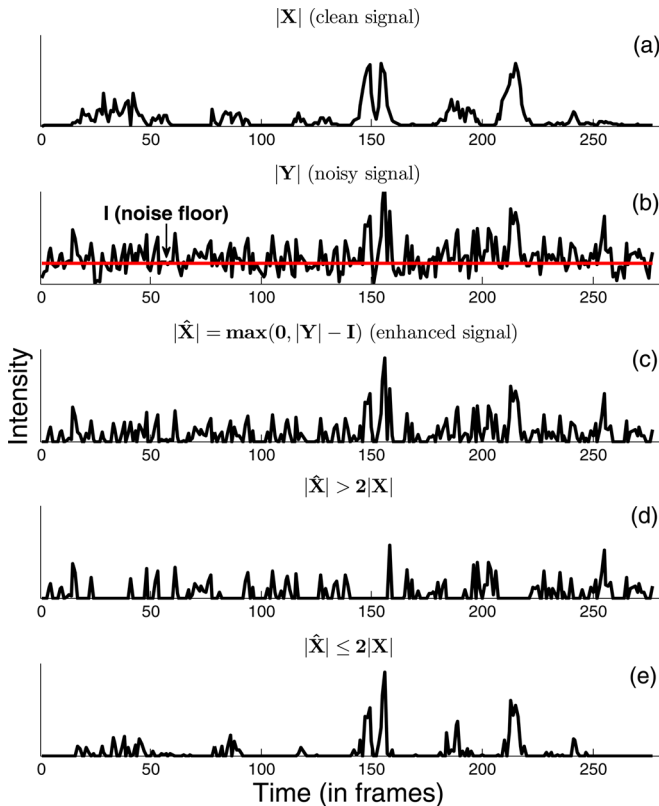 |X| (clean signal)
(a)
0 50 100 150 200 250
|Y| (noisy signal)
(b)
I (noise floor)
0 50 100 150 200 250
|X̂| = max(0, |Y| − I) (enhanced signal)
(c)
Intensity
0 50 100 150 200 250
|X̂| > 2|X|
(d)
0 50 100 150 200 250
|X̂| ≤ 2|X|
(e)
0 50 100 150 200 250
Time (in frames)